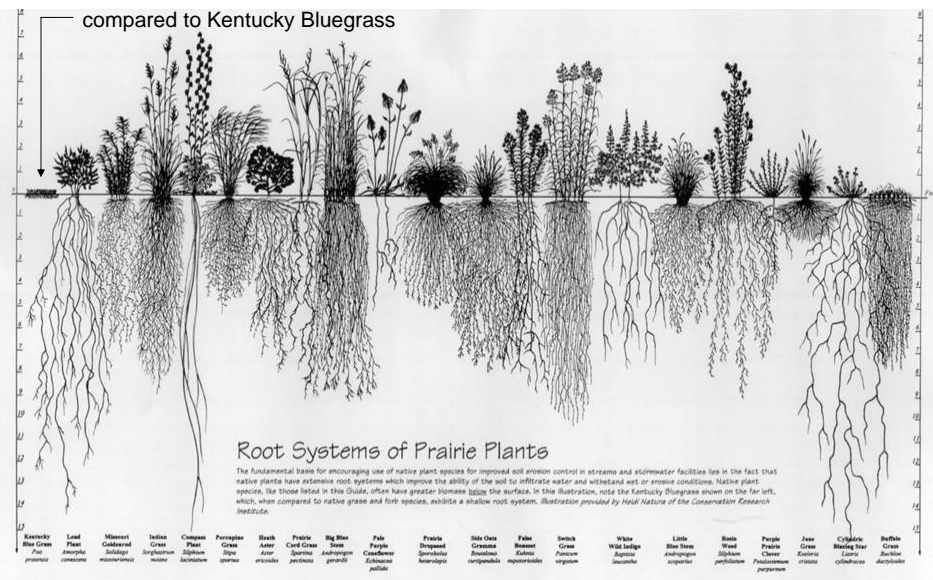 compared to Kentucky Bluegrass
Root Systems of Prairie Plants
The fundamental basis for encouraging use of native plant species for improved soil erosion control in streams and stormwater facilities lies in the fact that
native plants have extensive root systems which improve the ability of the soil to infiltrate water and withstand wet or erosive conditions. Native plant
species, like those listed in this Guide, often have greater biomass below the surface. In this illustration, note the Kentucky Bluegrass shown on the far left,
which, when compared to native grass and forb species, exhibits a shallow root system. Illustration provided by Heidi Natura of the Conservation Research
Institute.
Kentucky Blue Grass Poa pratensis
Lead Plant Amorpha canescens
Missouri Goldenrod Solidago missouriensis
Indian Grass Sorghastrum nutans
Compass Plant Silphium laciniatum
Porcupine Grass Stipa spartea
Heath Aster Aster ericoides
Prairie Cord Grass Spartina pectinata
Big Blue Stem Andropogon gerardii
Pale Purple Coneflower Echinacea pallida
Prairie Dropseed Sporobolus heterolepis
Side Oats Gramma Bouteloua curtipendula
False Boneset Kuhnia eupatorioides
Switch Grass Panicum virgatum
White Wild Indigo Baptisia leucantha
Little Blue Stem Andropogon scoparius
Rosin Weed Silphium perfoliatum
Purple Prairie Clover Petalostemum purpureum
June Grass Koeleria cristata
Cylindric Blazing Star Liatris cylindracea
Buffalo Grass Buchloe dactyloides